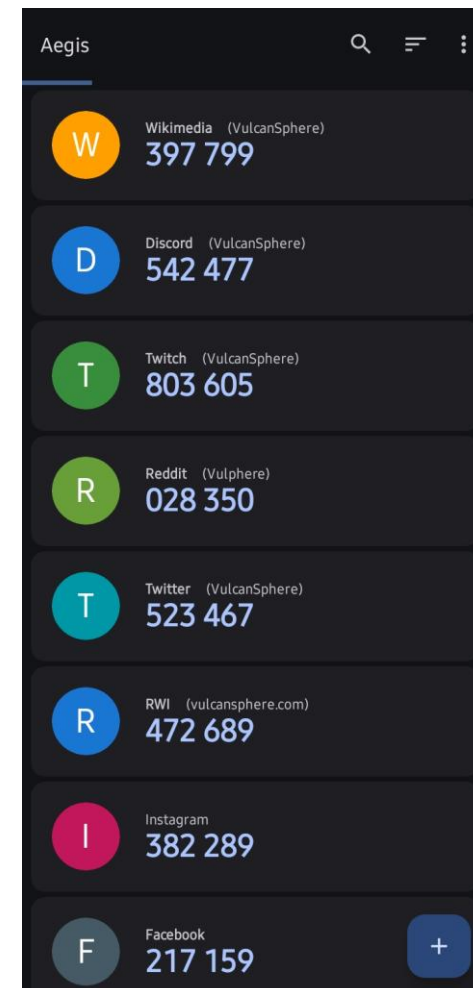 Aegis
W
Wikimedia (VulcanSphere)
397 799
D
Discord (VulcanSphere)
542 477
T
Twitch (VulcanSphere)
803 605
R
Reddit (Vulphere)
028 350
T
Twitter (VulcanSphere)
523 467
R
RWI (vulcansphere.com)
472 689
I
Instagram
382 289
F
Facebook
217 159
+